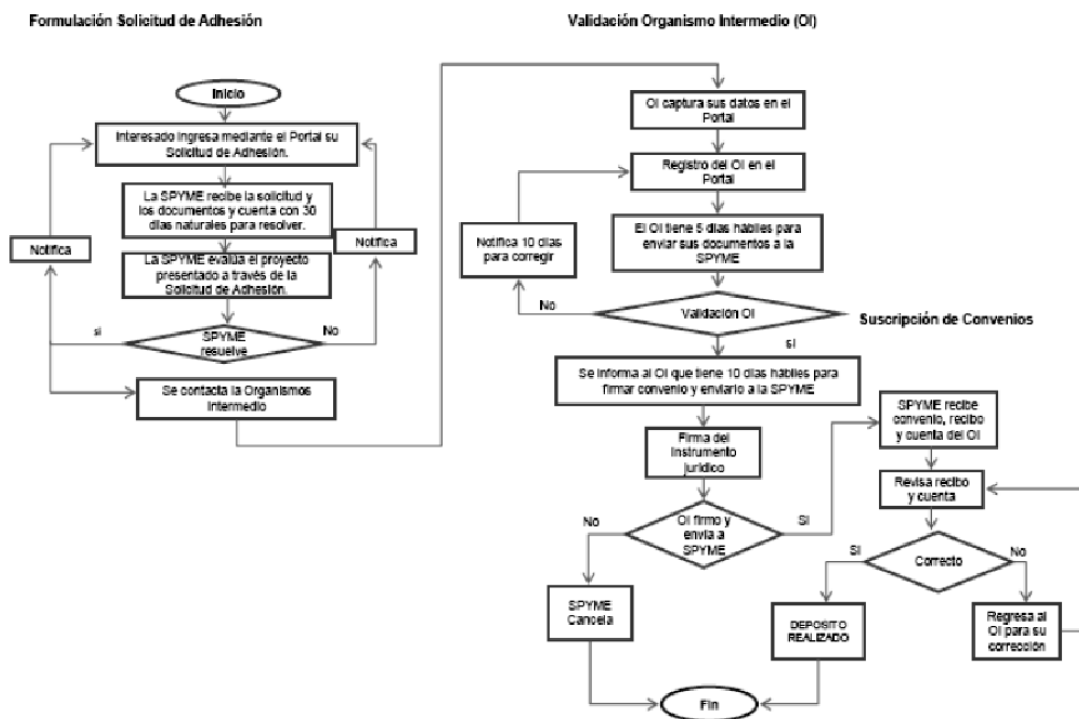 Formulación Solicitud de Adhesión
Inicio
Interesado Ingresa mediante el Portal su
Solicitud de Adhesión.
La SPYME recibe la solicitud y
los documentos y cuenta con 30
días naturales para resolver.
Notifica
Notifica
La SPYME evalúa el proyecto
presentado a través de la
Solicitud de Adhesión.
si
SPYME
resuelve
No
Se contacta la Organismos
Intermedio
Validación Organismo Intermedio (OI)
OI captura sus datos en el
Portal
Registro del OI en el
Portal
Notifica 10 días
para corregir
El OI tiene 5 días hábiles para
enviar sus documentos a la
SPYME
No
Validación OI
sí
Se informa al OI que tiene 10 días hábiles para
firmar convenio y enviarlo a la SPYME
Firma del
Instrumento
jurídico
No
OI firmo y
envía a
SPYME
Si
SPYME
Cancela
Suscripción de Convenios
SPYME recibe
convenio, recibo
y cuenta del OI
Revisa recibo
y cuenta
Si
Correcto
No
DEPOSITO
REALIZADO
Regresa al
OI para su
corrección
Fin